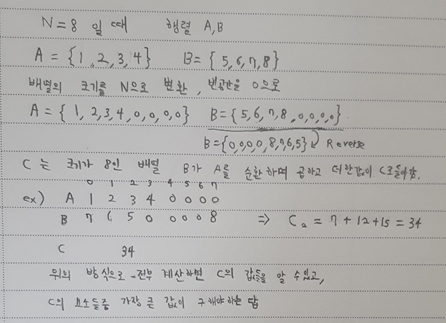 N=8 일 때 행렬 A,B
A = {1,2,3,4} B={5,6,7,8}
배열의 크기를 N으로 변환, 빈공간을 0으로
A = {1,2,3,4,0,0,0,0} B={5,6,7,8,0,0,0,0}
B={0,0,0,0,8,7,6,5} Reverse
C는 크기가 8인 배열 B가 A를 순환하며 곱하고 더한값이 C로들어감.
0 1 2 3 4 5 6 7
ex) A 1 2 3 4 0 0 0 0
B 7 6 5 0 0 0 0 8 ⇒ C₂ = 7+12+15=34
C 34
위의 방식으로 전부 계산하면 C의 값들을 알 수있고,
C의 요소들중 가장 큰 값이 구해야하는 답